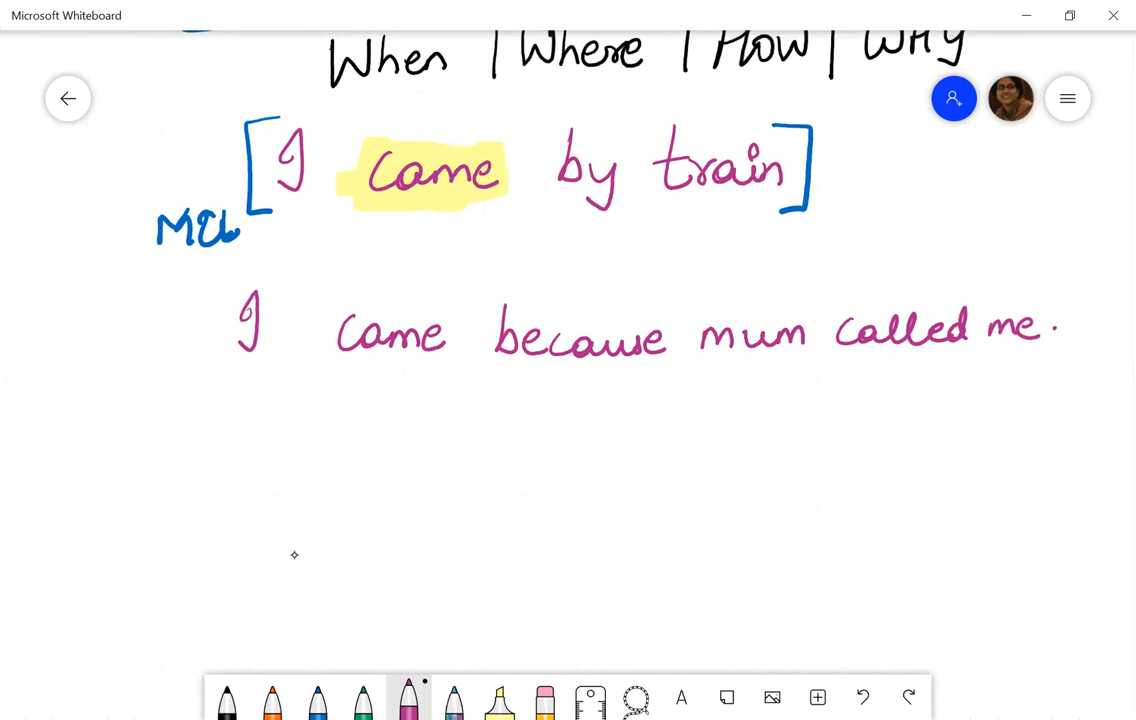 Microsoft Whiteboard
When | Where | How | Why
[I came by train]
MCl
I came because mum called me.
A